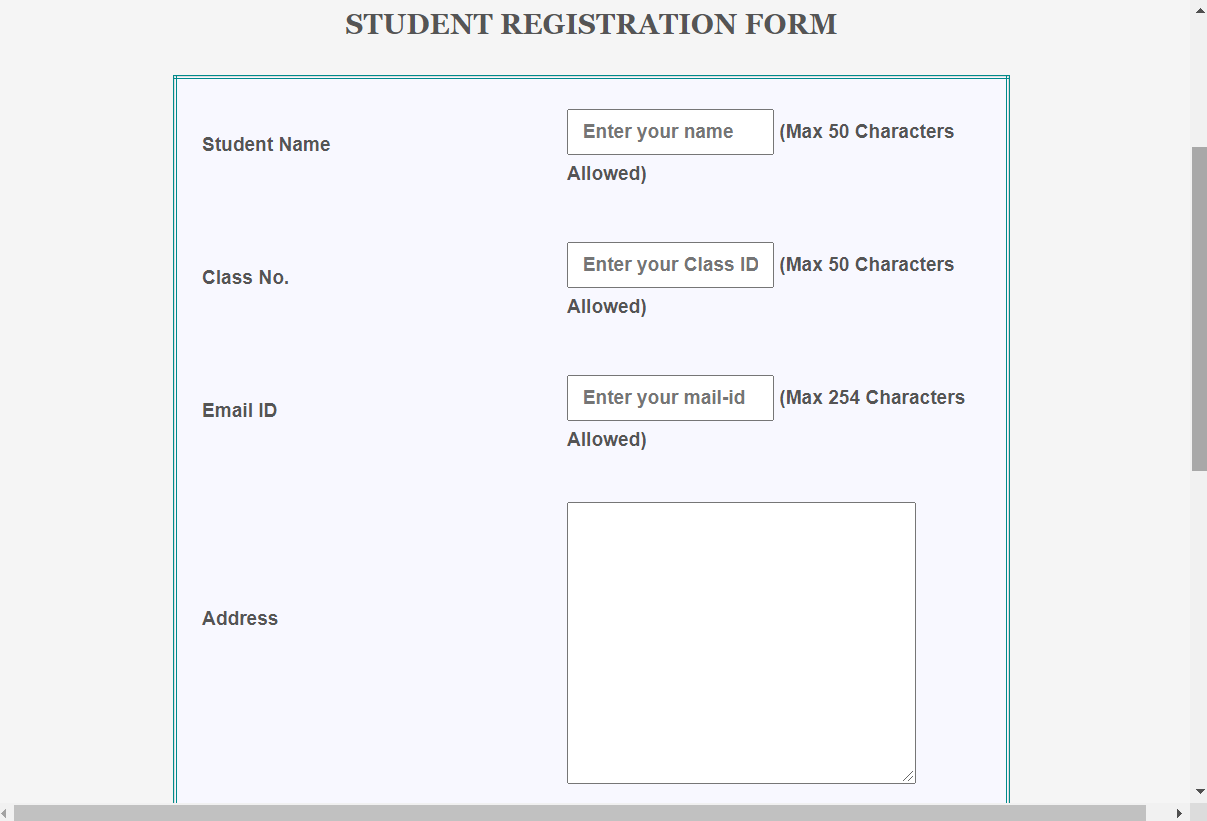 STUDENT REGISTRATION FORM
Student Name
Enter your name (Max 50 Characters
Allowed)
Class No.
Enter your Class ID (Max 50 Characters
Allowed)
Email ID
Enter your mail-id (Max 254 Characters
Allowed)
Address